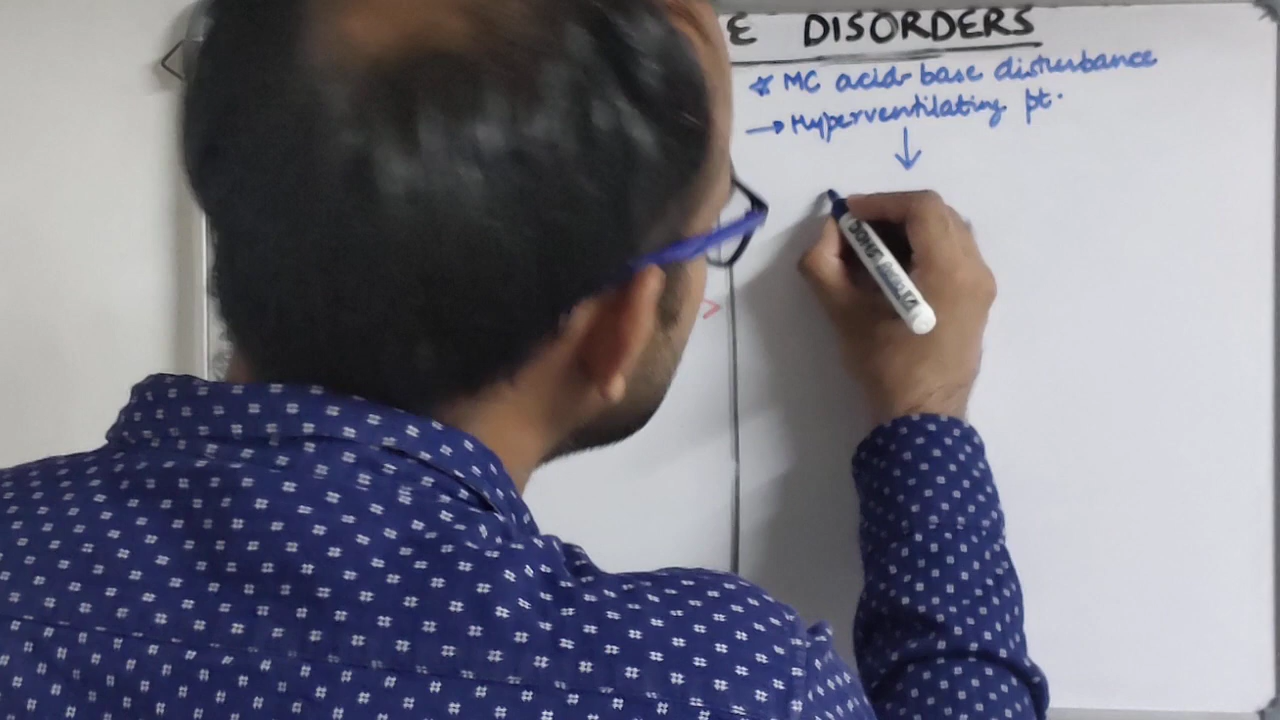 E DISORDERS
* MC acid-base disturbance
→ Hyperventilating pt.
↓
<
>